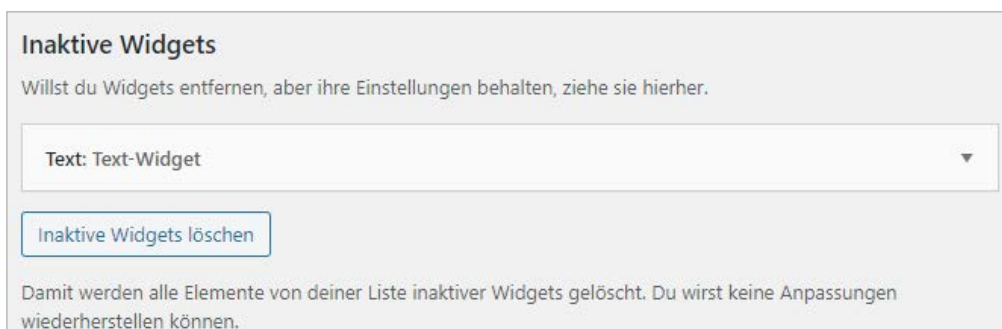 Inaktive Widgets
Willst du Widgets entfernen, aber ihre Einstellungen behalten, ziehe sie hierher.
Text: Text-Widget
Inaktive Widgets löschen
Damit werden alle Elemente von deiner Liste inaktiver Widgets gelöscht. Du wirst keine Anpassungen
wiederherstellen können.